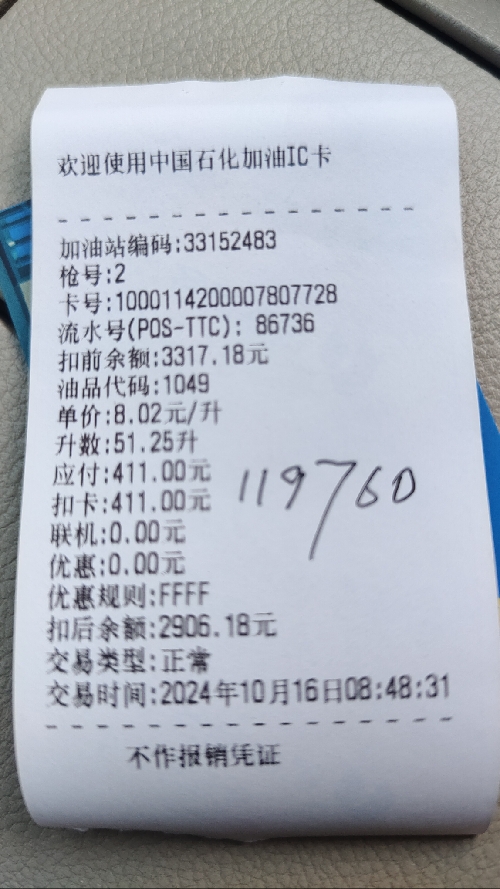 欢迎使用中国石化加油IC卡
加油站编码:33152483
枪号:2
卡号:1000114200007807728
流水号(POS-TTC): 86736
扣前余额:3317.18元
油品代码:1049
单价:8.02元/升
升数:51.25升
应付:411.00元
扣卡:411.00元
119760
联机:0.00元
优惠:0.00元
优惠规则:FFFF
扣后余额:2906.18元
交易类型:正常
交易时间:2024年10月16日08:48:31
不作报销凭证